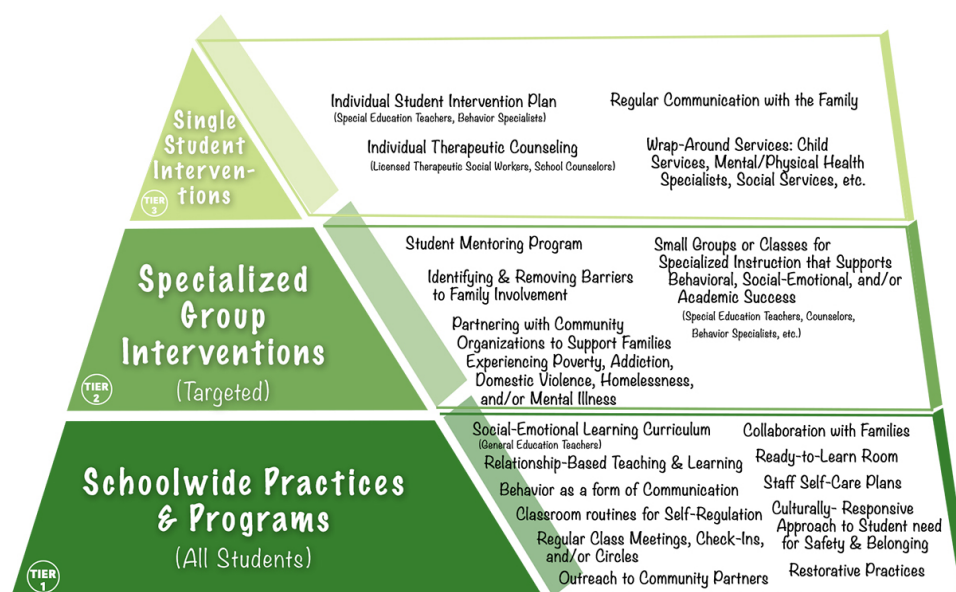 Single
Student
Interven-
tions
TIER
3
Individual Student Intervention Plan
(Special Education Teachers, Behavior Specialists)
Individual Therapeutic Counseling
(Licensed Therapeutic Social Workers, School Counselors)
Regular Communication with the Family
Wrap-Around Services: Child
Services, Mental/Physical Health
Specialists, Social Services, etc.
Specialized
Group
Interventions
(Targeted)
TIER
2
Student Mentoring Program
Identifying & Removing Barriers
to Family Involvement
Partnering with Community
Organizations to Support Families
Experiencing Poverty, Addiction,
Domestic Violence, Homelessness,
and/or Mental Illness
Small Groups or Classes for
Specialized Instruction that Supports
Behavioral, Social-Emotional, and/or
Academic Success
(Special Education Teachers, Counselors,
Behavior Specialists, etc.)
Schoolwide Practices
& Programs
(All Students)
TIER
1
Social-Emotional Learning Curriculum
(General Education Teachers)
Relationship-Based Teaching & Learning
Behavior as a form of Communication
Classroom routines for Self-Regulation
Regular Class Meetings, Check-Ins,
and/or Circles
Outreach to Community Partners
Collaboration with Families
Ready-to-Learn Room
Staff Self-Care Plans
Culturally- Responsive
Approach to Student need
for Safety & Belonging
Restorative Practices